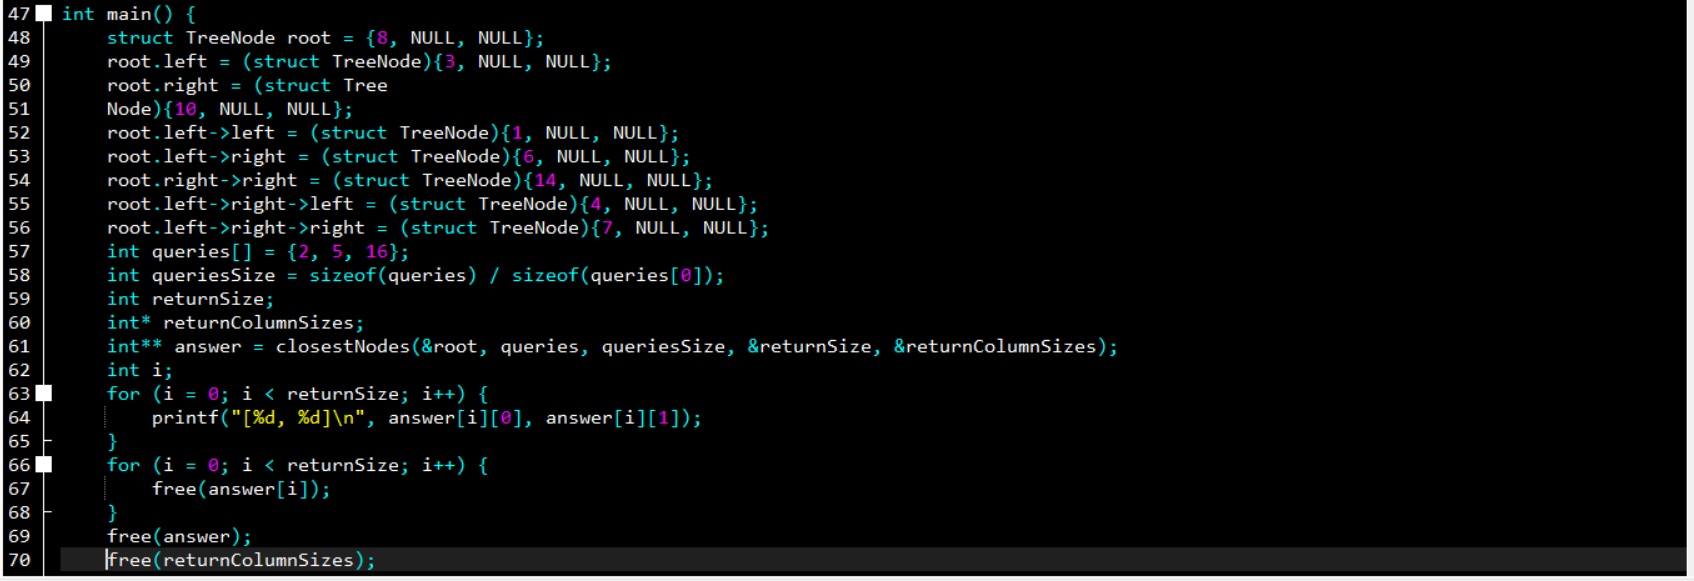 47 int main() {
48 struct TreeNode root = {8, NULL, NULL};
49 root.left = (struct TreeNode){3, NULL, NULL};
50 root.right = (struct Tree
51 Node){10, NULL, NULL};
52 root.left->left = (struct TreeNode){1, NULL, NULL};
53 root.left->right = (struct TreeNode){6, NULL, NULL};
54 root.right->right = (struct TreeNode){14, NULL, NULL};
55 root.left->right->left = (struct TreeNode){4, NULL, NULL};
56 root.left->right->right = (struct TreeNode){7, NULL, NULL};
57 int queries[] = {2, 5, 16};
58 int queriesSize = sizeof(queries) / sizeof(queries[0]);
59 int returnSize;
60 int* returnColumnSizes;
61 int** answer = closestNodes(&root, queries, queriesSize, &returnSize, &returnColumnSizes);
62 int i;
63 for (i = 0; i < returnSize; i++) {
64 printf("[%d, %d]\n", answer[i][0], answer[i][1]);
65 }
66 for (i = 0; i < returnSize; i++) {
67 free(answer[i]);
68 }
69 free(answer);
70 free(returnColumnSizes);